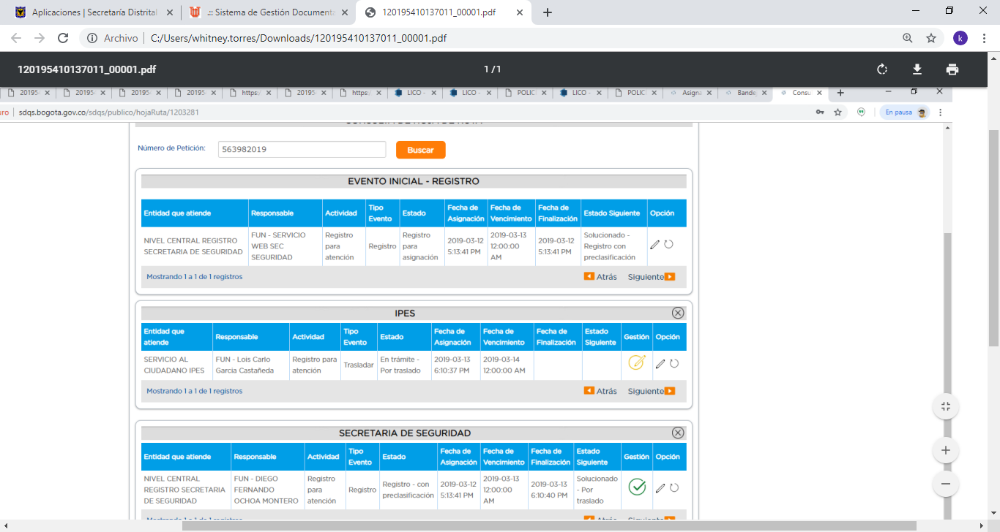 Aplicaciones | Secretaría Distrital
.:: Sistema de Gestión Documenta
120195410137011_00001.pdf
Archivo
C:/Users/whitney.torres/Downloads/120195410137011_00001.pdf
k
120195410137011_00001.pdf
1 / 1
20195
20195
20195
20195
https:/
20195
https:
LICO -
LICO -
POLICI
LICO -
POLICI
Asigna
Bande
Consu
uro
sdqs.bogota.gov.co/sdqs/publico/hojaRuta/1203281
En pausa
Número de Petición:
563982019
Buscar
EVENTO INICIAL - REGISTRO
Entidad que atiende
Responsable
Actividad
Tipo
Evento
Estado
Fecha de
Asignación
Fecha de
Vencimiento
Fecha de
Finalización
Estado Siguiente
Opción
NIVEL CENTRAL REGISTRO
SECRETARIA DE SEGURIDAD
FUN - SERVICIO
WEB SEC
SEGURIDAD
Registro
para
atención
Registro
Registro
para
asignación
2019-03-12
5:13:41 PM
2019-03-13
12:00:00
AM
2019-03-12
5:13:41 PM
Solucionado -
Registro con
preclasificación
Mostrando 1 a 1 de 1 registros
Atrás
Siguiente
IPES
Entidad que
atiende
Responsable
Actividad
Tipo
Evento
Estado
Fecha de
Asignación
Fecha de
Vencimiento
Fecha de
Finalización
Estado
Siguiente
Gestión
Opción
SERVICIO AL
CIUDADANO IPES
FUN - Lois Carlo
Garcia Castañeda
Registro para
atención
Trasladar
En trámite -
Por traslado
2019-03-13
6:10:37 PM
2019-03-14
12:00:00 AM
Mostrando 1 a 1 de 1 registros
Atrás
Siguiente
SECRETARIA DE SEGURIDAD
Entidad que atiende
Responsable
Actividad
Tipo
Evento
Estado
Fecha de
Asignación
Fecha de
Vencimiento
Fecha de
Finalización
Estado
Siguiente
Gestión
Opción
NIVEL CENTRAL
REGISTRO SECRETARIA
DE SEGURIDAD
FUN - DIEGO
FERNANDO
OCHOA MONTERO
Registro
para
atención
Registro
Registro - con
preclasificación
2019-03-12
5:13:41 PM
2019-03-13
12:00:00
AM
2019-03-13
6:10:40 PM
Solucionado
- Por
traslado